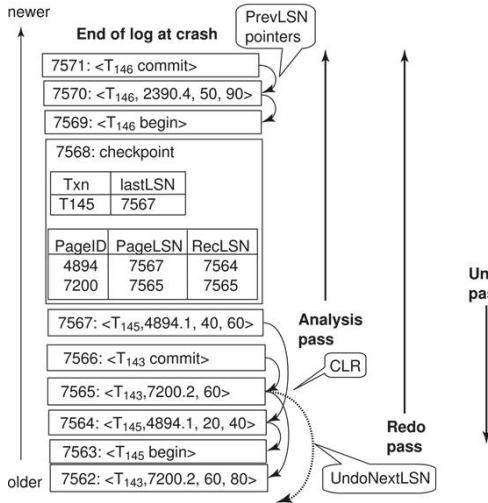 newer
End of log at crash
PrevLSN
pointers
7571: <T146 commit>
7570: <T146, 2390.4, 50, 90>
7569: <T146 begin>
7568: checkpoint
Txn lastLSN
T145 7567
PageID PageLSN RecLSN
4894 7567 7564
7200 7565 7565
7567: <T145,4894.1, 40, 60>
7566: <T143 commit>
7565: <T143,7200.2, 60>
7564: <T145,4894.1, 20, 40>
7563: <T145 begin>
7562: <T143,7200.2, 60, 80>
older
Analysis
pass
CLR
Redo
pass
UndoNextLSN